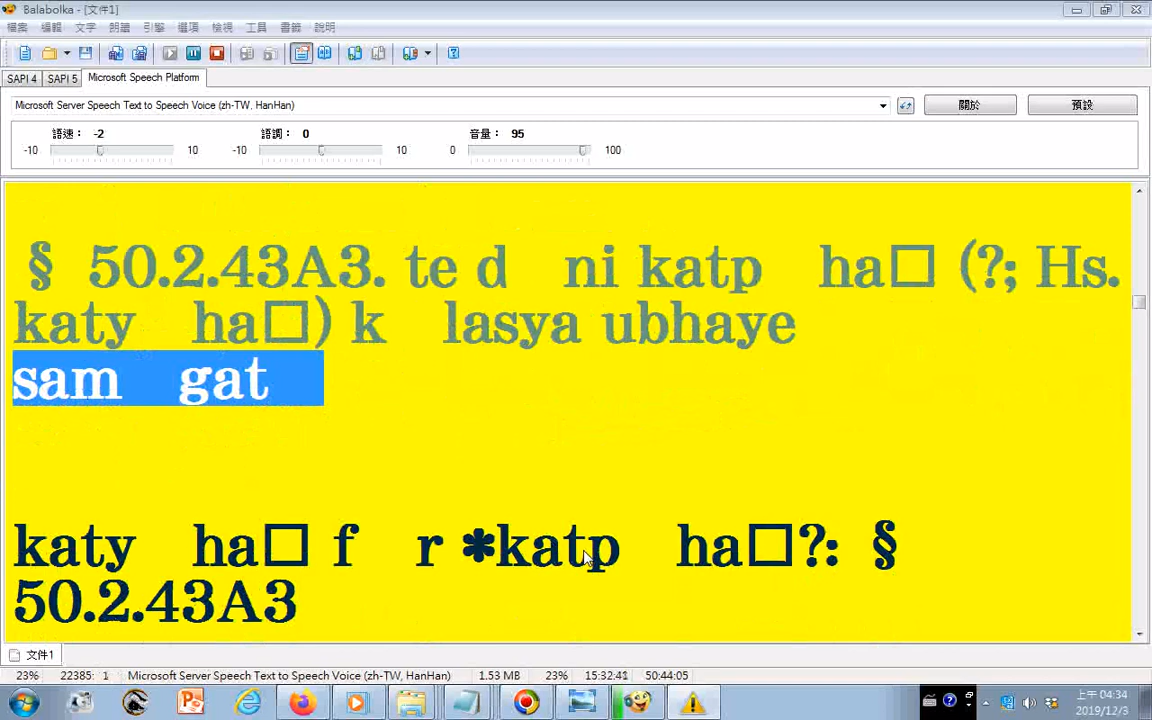 Balabolka - [文件1]
檔案 編輯 文字 朗誦 引擎 選項 檢視 工具 書籤 說明
SAPI 4 SAPI 5 Microsoft Speech Platform
Microsoft Server Speech Text to Speech Voice (zh-TW, HanHan) 關於 預設
語速： -2 語調： 0 音量： 95
-10 10 -10 10 0 100
§ 50.2.43A3. te d ni katp ha□ (?; Hs.
katy ha□) k lasya ubhaye
sam gat
katy ha□ f r *katp ha□?: §
50.2.43A3
文件1
23% 22385: 1 Microsoft Server Speech Text to Speech Voice (zh-TW, HanHan) 1.53 MB 23% 15:32:41 50:44:05
上午 04:34
2019/12/3